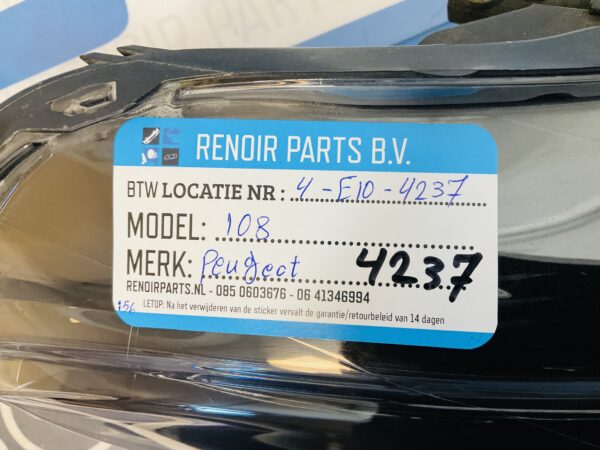 RENOIR PARTS B.V.
BTW LOCATIE NR : 4-E10-4237
MODEL: 108
MERK: Peugeot 4237
RENOIRPARTS.NL - 085 0603676 - 06 41346994
156
LETOP: Na het verwijderen van de sticker vervalt de garantie/retourbeleid van 14 dagen